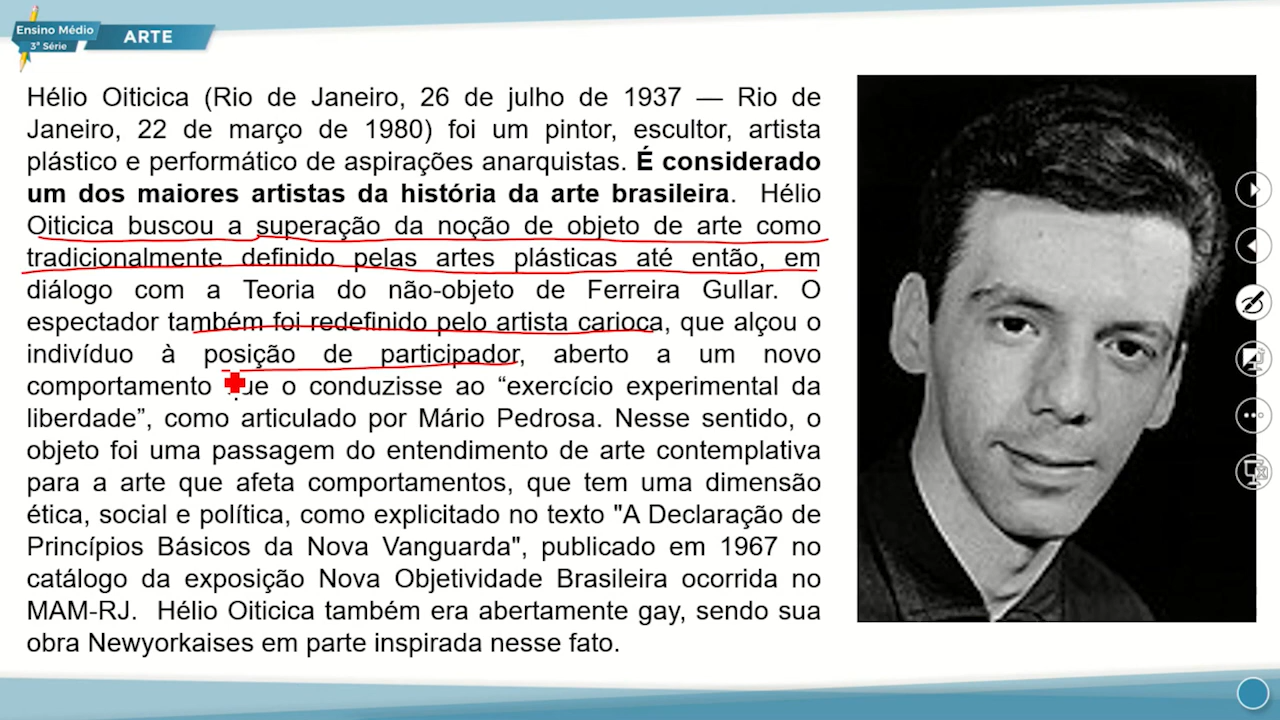 Ensino Médio
3ª Série
ARTE
Hélio Oiticica (Rio de Janeiro, 26 de julho de 1937 — Rio de
Janeiro, 22 de março de 1980) foi um pintor, escultor, artista
plástico e performático de aspirações anarquistas. É considerado
um dos maiores artistas da história da arte brasileira. Hélio
Oiticica buscou a superação da noção de objeto de arte como
tradicionalmente definido pelas artes plásticas até então, em
diálogo com a Teoria do não-objeto de Ferreira Gullar. O
espectador também foi redefinido pelo artista carioca, que alçou o
indivíduo à posição de participador, aberto a um novo
comportamento que o conduzisse ao “exercício experimental da
liberdade”, como articulado por Mário Pedrosa. Nesse sentido, o
objeto foi uma passagem do entendimento de arte contemplativa
para a arte que afeta comportamentos, que tem uma dimensão
ética, social e política, como explicitado no texto "A Declaração de
Princípios Básicos da Nova Vanguarda", publicado em 1967 no
catálogo da exposição Nova Objetividade Brasileira ocorrida no
MAM-RJ. Hélio Oiticica também era abertamente gay, sendo sua
obra Newyorkaises em parte inspirada nesse fato.